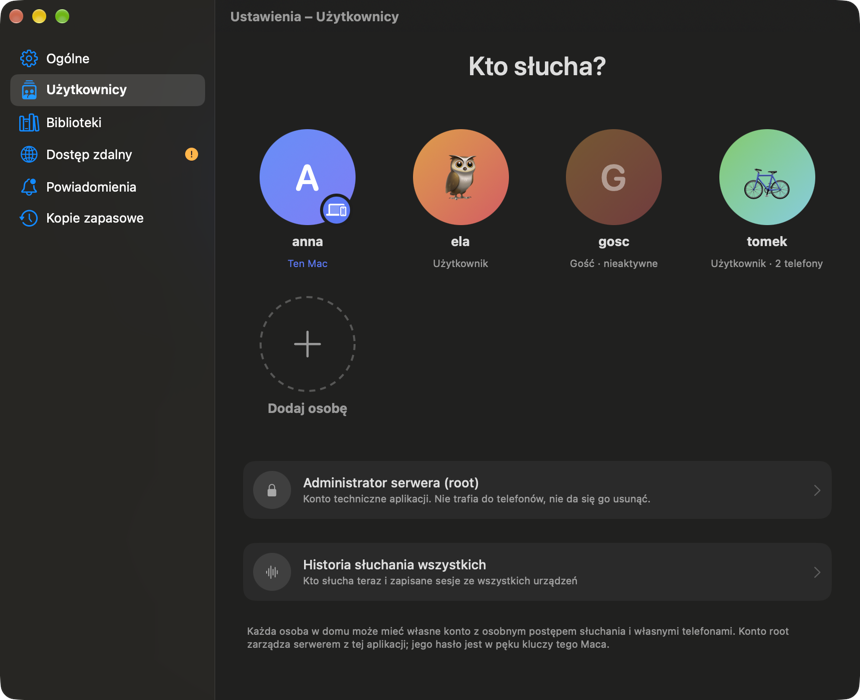 Ustawienia – Użytkownicy
Ogólne
Użytkownicy
Biblioteki
Dostęp zdalny
!
Powiadomienia
Kopie zapasowe
Kto słucha?
A
anna
Ten Mac
ela
Użytkownik
G
gosc
Gość · nieaktywne
tomek
Użytkownik · 2 telefony
Dodaj osobę
Administrator serwera (root)
Konto techniczne aplikacji. Nie trafia do telefonów, nie da się go usunąć.
Historia słuchania wszystkich
Kto słucha teraz i zapisane sesje ze wszystkich urządzeń
Każda osoba w domu może mieć własne konto z osobnym postępem słuchania i własnymi telefonami. Konto root
zarządza serwerem z tej aplikacji; jego hasło jest w pęku kluczy tego Maca.